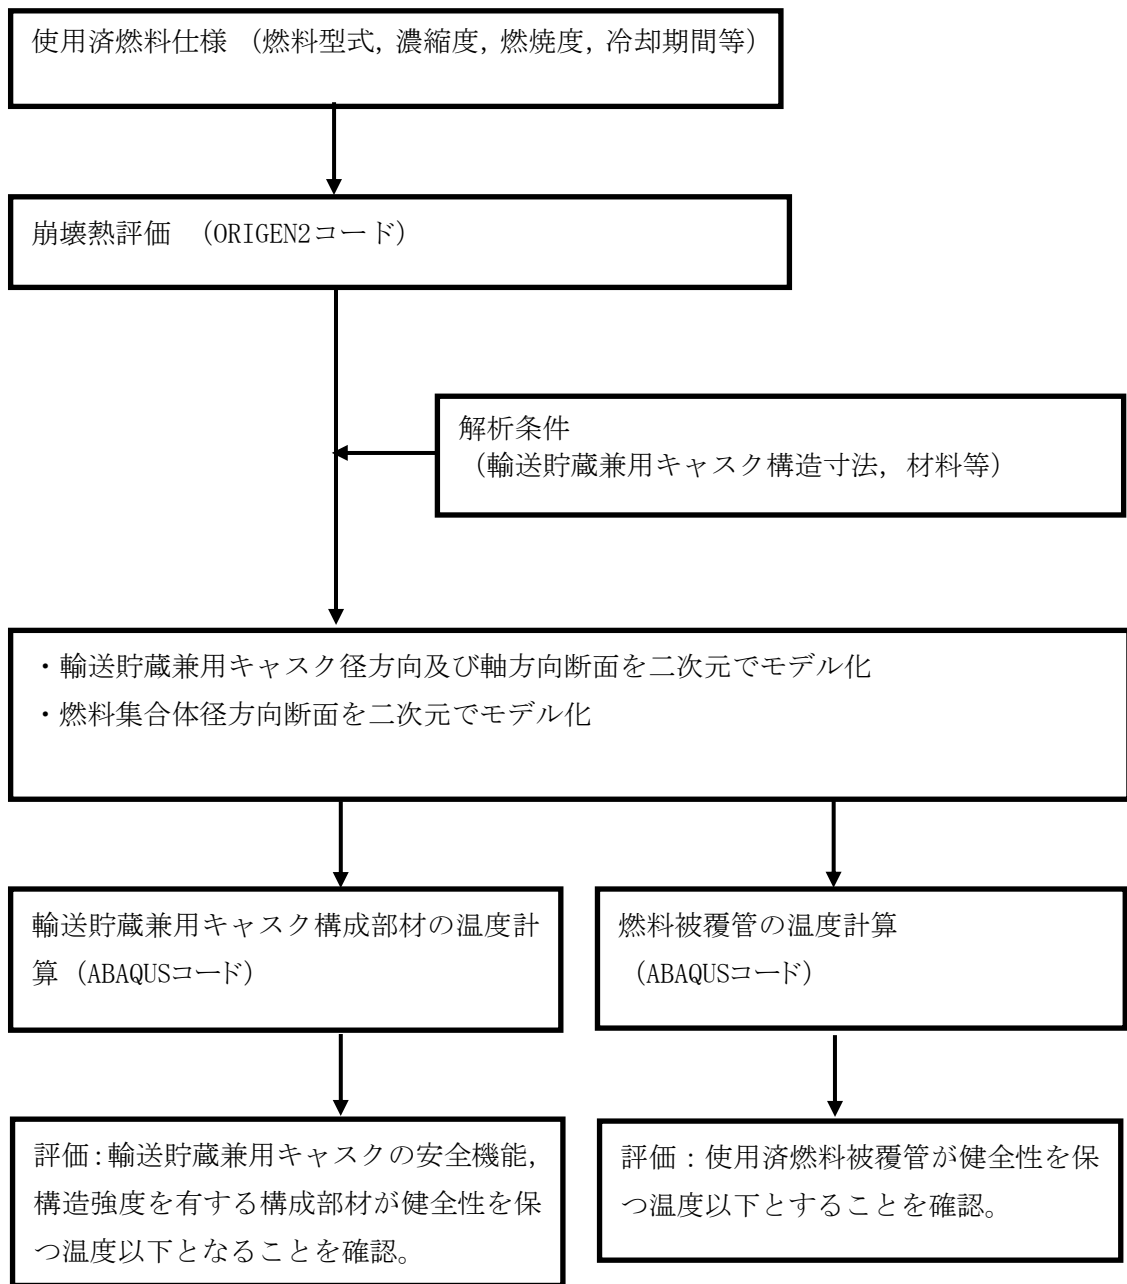 使用済燃料仕様 (燃料型式, 濃縮度, 燃焼度, 冷却期間等)
崩壊熱評価 (ORIGEN2コード)
解析条件
(輸送貯蔵兼用キャスク構造寸法, 材料等)
・輸送貯蔵兼用キャスク径方向及び軸方向断面を二次元でモデル化
・燃料集合体径方向断面を二次元でモデル化
輸送貯蔵兼用キャスク構成部材の温度計
算 (ABAQUSコード)
燃料被覆管の温度計算
(ABAQUSコード)
評価:輸送貯蔵兼用キャスクの安全機能,
構造強度を有する構成部材が健全性を保
つ温度以下となることを確認。
評価:使用済燃料被覆管が健全性を保
つ温度以下とすることを確認。